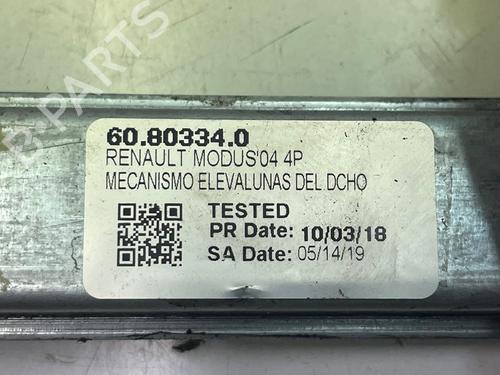 B-PARTS
60.80334.0
RENAULT MODUS'04 4P
MECANISMO ELEVALUNAS DEL DCHO
TESTED
PR Date: 10/03/18
SA Date: 05/14/19